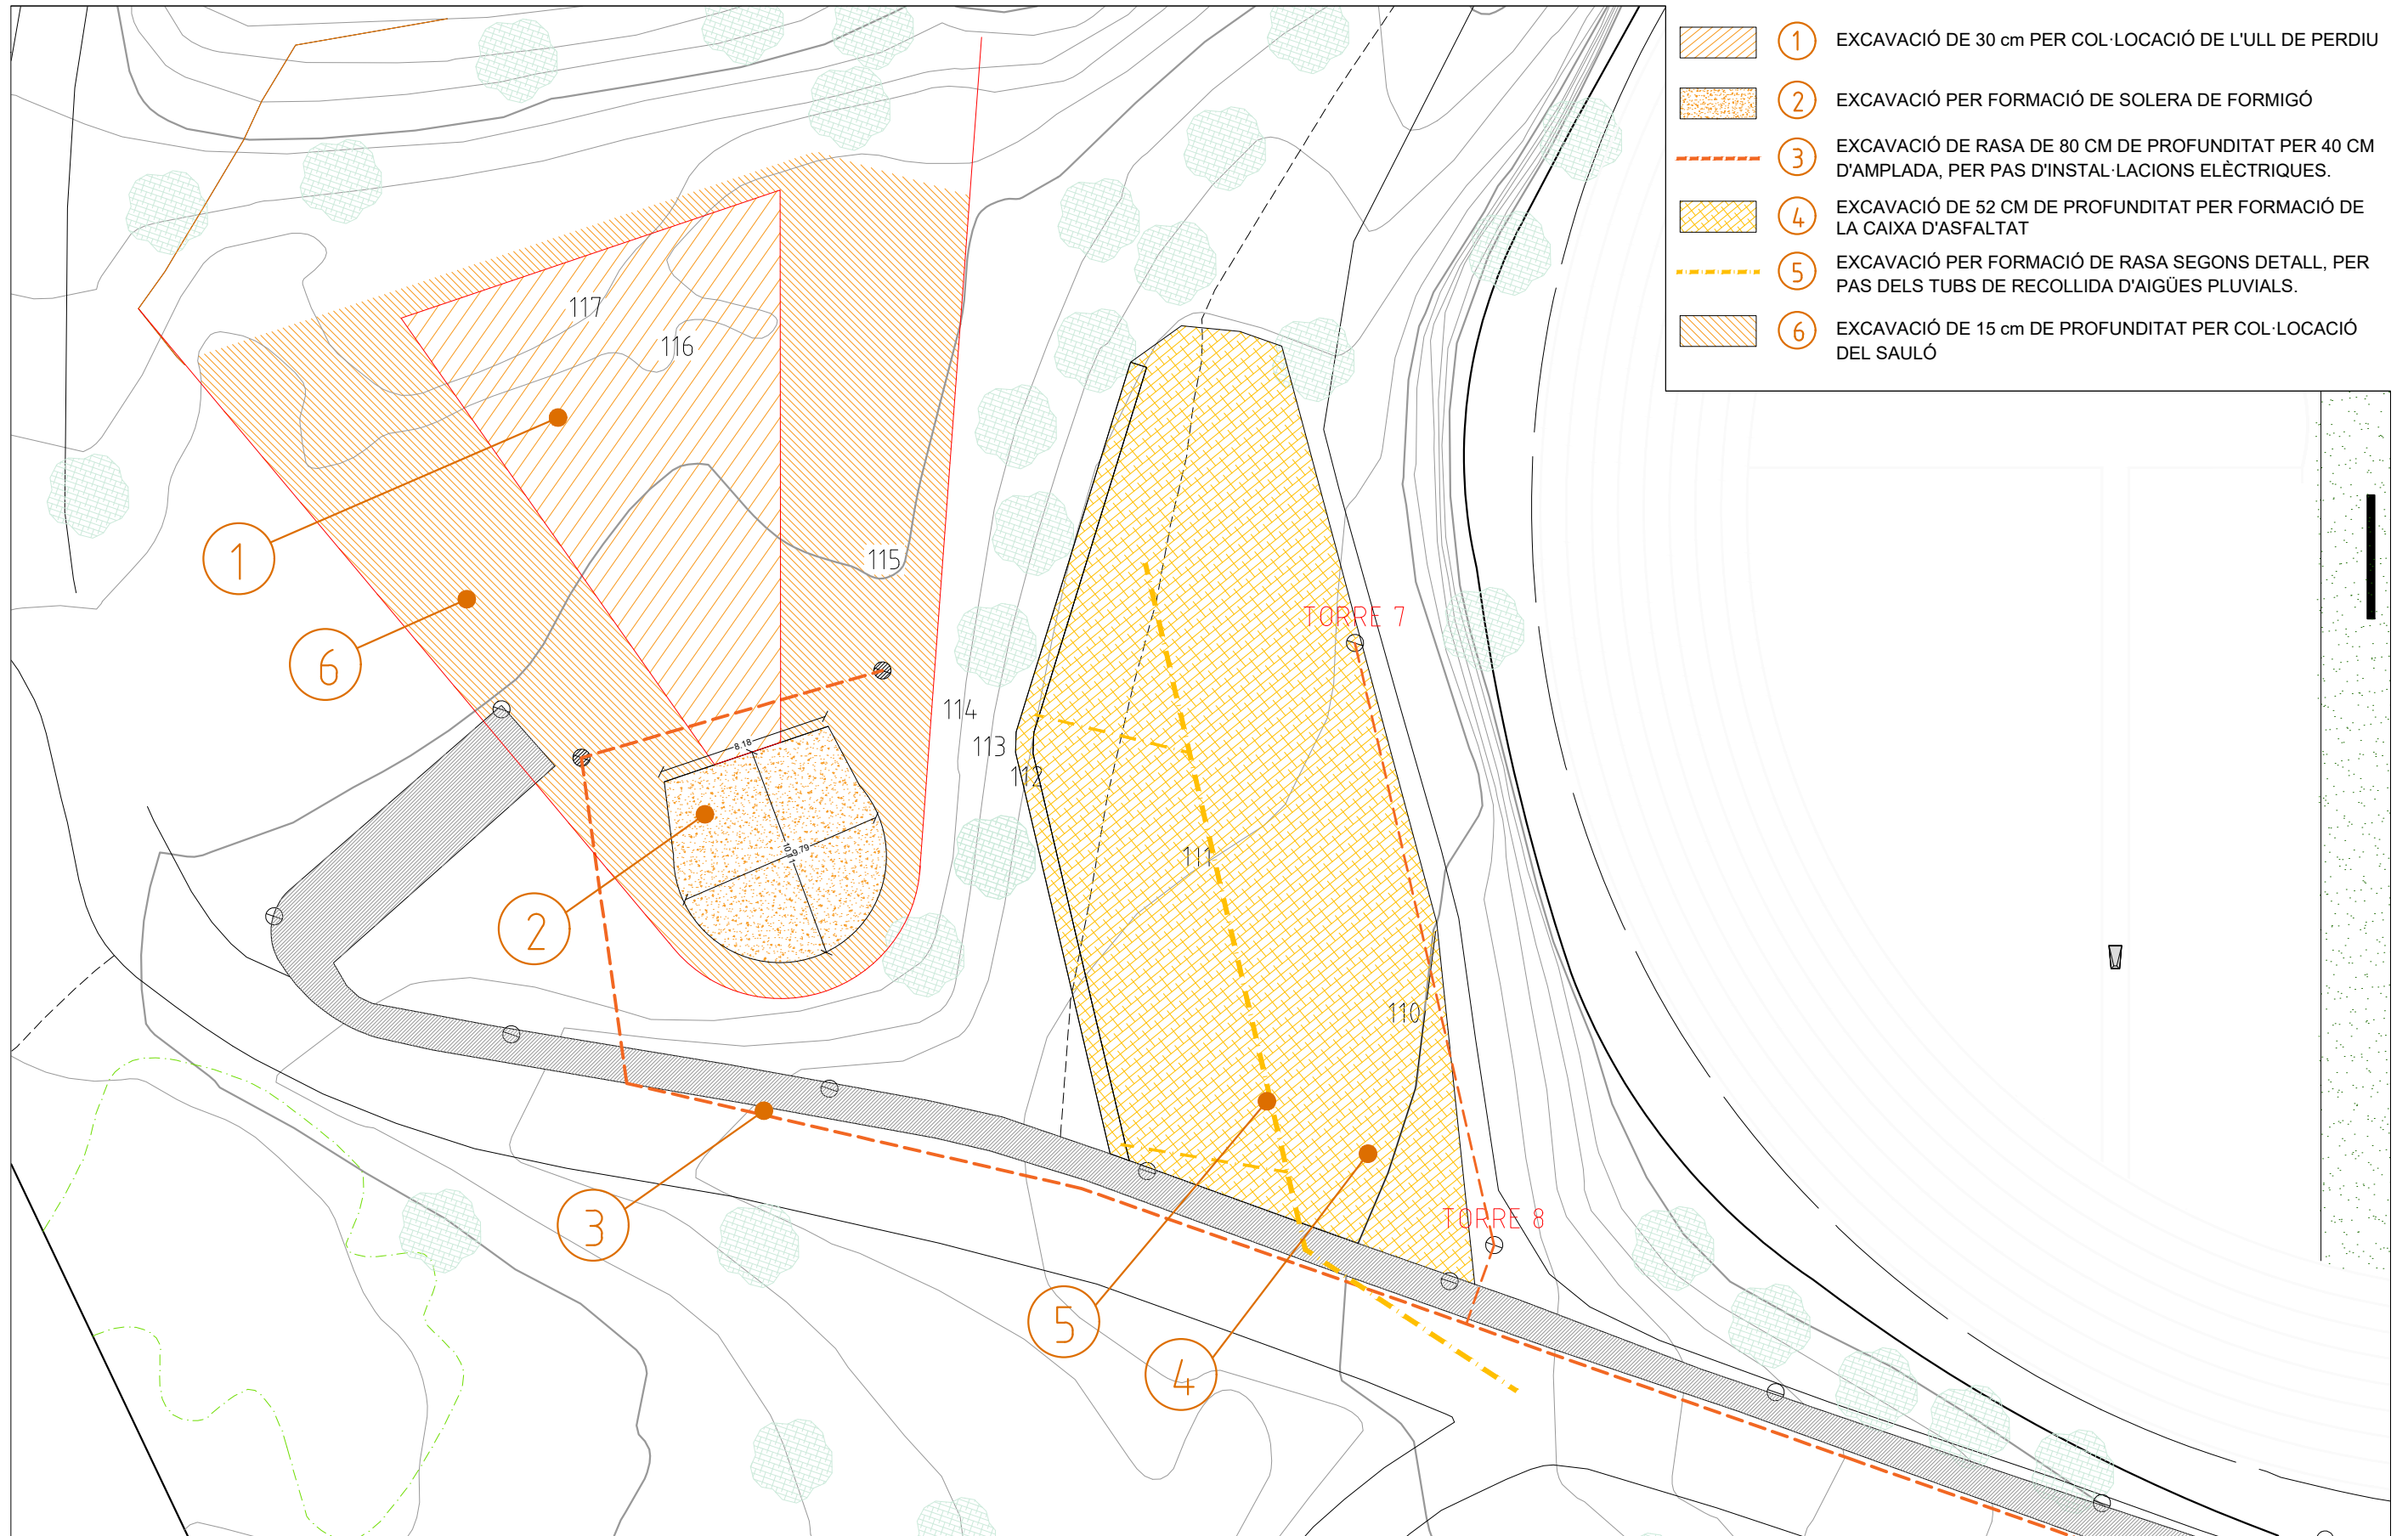 1 EXCAVACIÓ DE 30 cm PER COL·LOCACIÓ DE L'ULL DE PERDIU
2 EXCAVACIÓ PER FORMACIÓ DE SOLERA DE FORMIGÓ
3 EXCAVACIÓ DE RASA DE 80 CM DE PROFUNDITAT PER 40 CM
D'AMPLADA, PER PAS D'INSTAL·LACIONS ELÈCTRIQUES.
4 EXCAVACIÓ DE 52 CM DE PROFUNDITAT PER FORMACIÓ DE
LA CAIXA D'ASFALTAT
5 EXCAVACIÓ PER FORMACIÓ DE RASA SEGONS DETALL, PER
PAS DELS TUBS DE RECOLLIDA D'AIGÜES PLUVIALS.
6 EXCAVACIÓ DE 15 cm DE PROFUNDITAT PER COL·LOCACIÓ
DEL SAULÓ
117
116
1
115
TORRE 7
6
114
113
8.18
112
9.79
111
2
110
3
TORRE 8
5
4